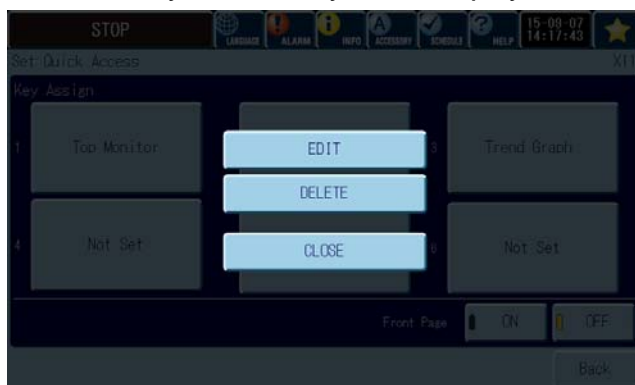 STOP
LANGUAGE
ALARM
INFO
ACCESSORY
SCHEDULE
HELP
15-09-07
14:17:43
Set Quick Access
Key Assign
1
Top Monitor
EDIT
3
Trend Graph
DELETE
4
Not Set
CLOSE
6
Not Set
Front Page
ON
OFF
Back